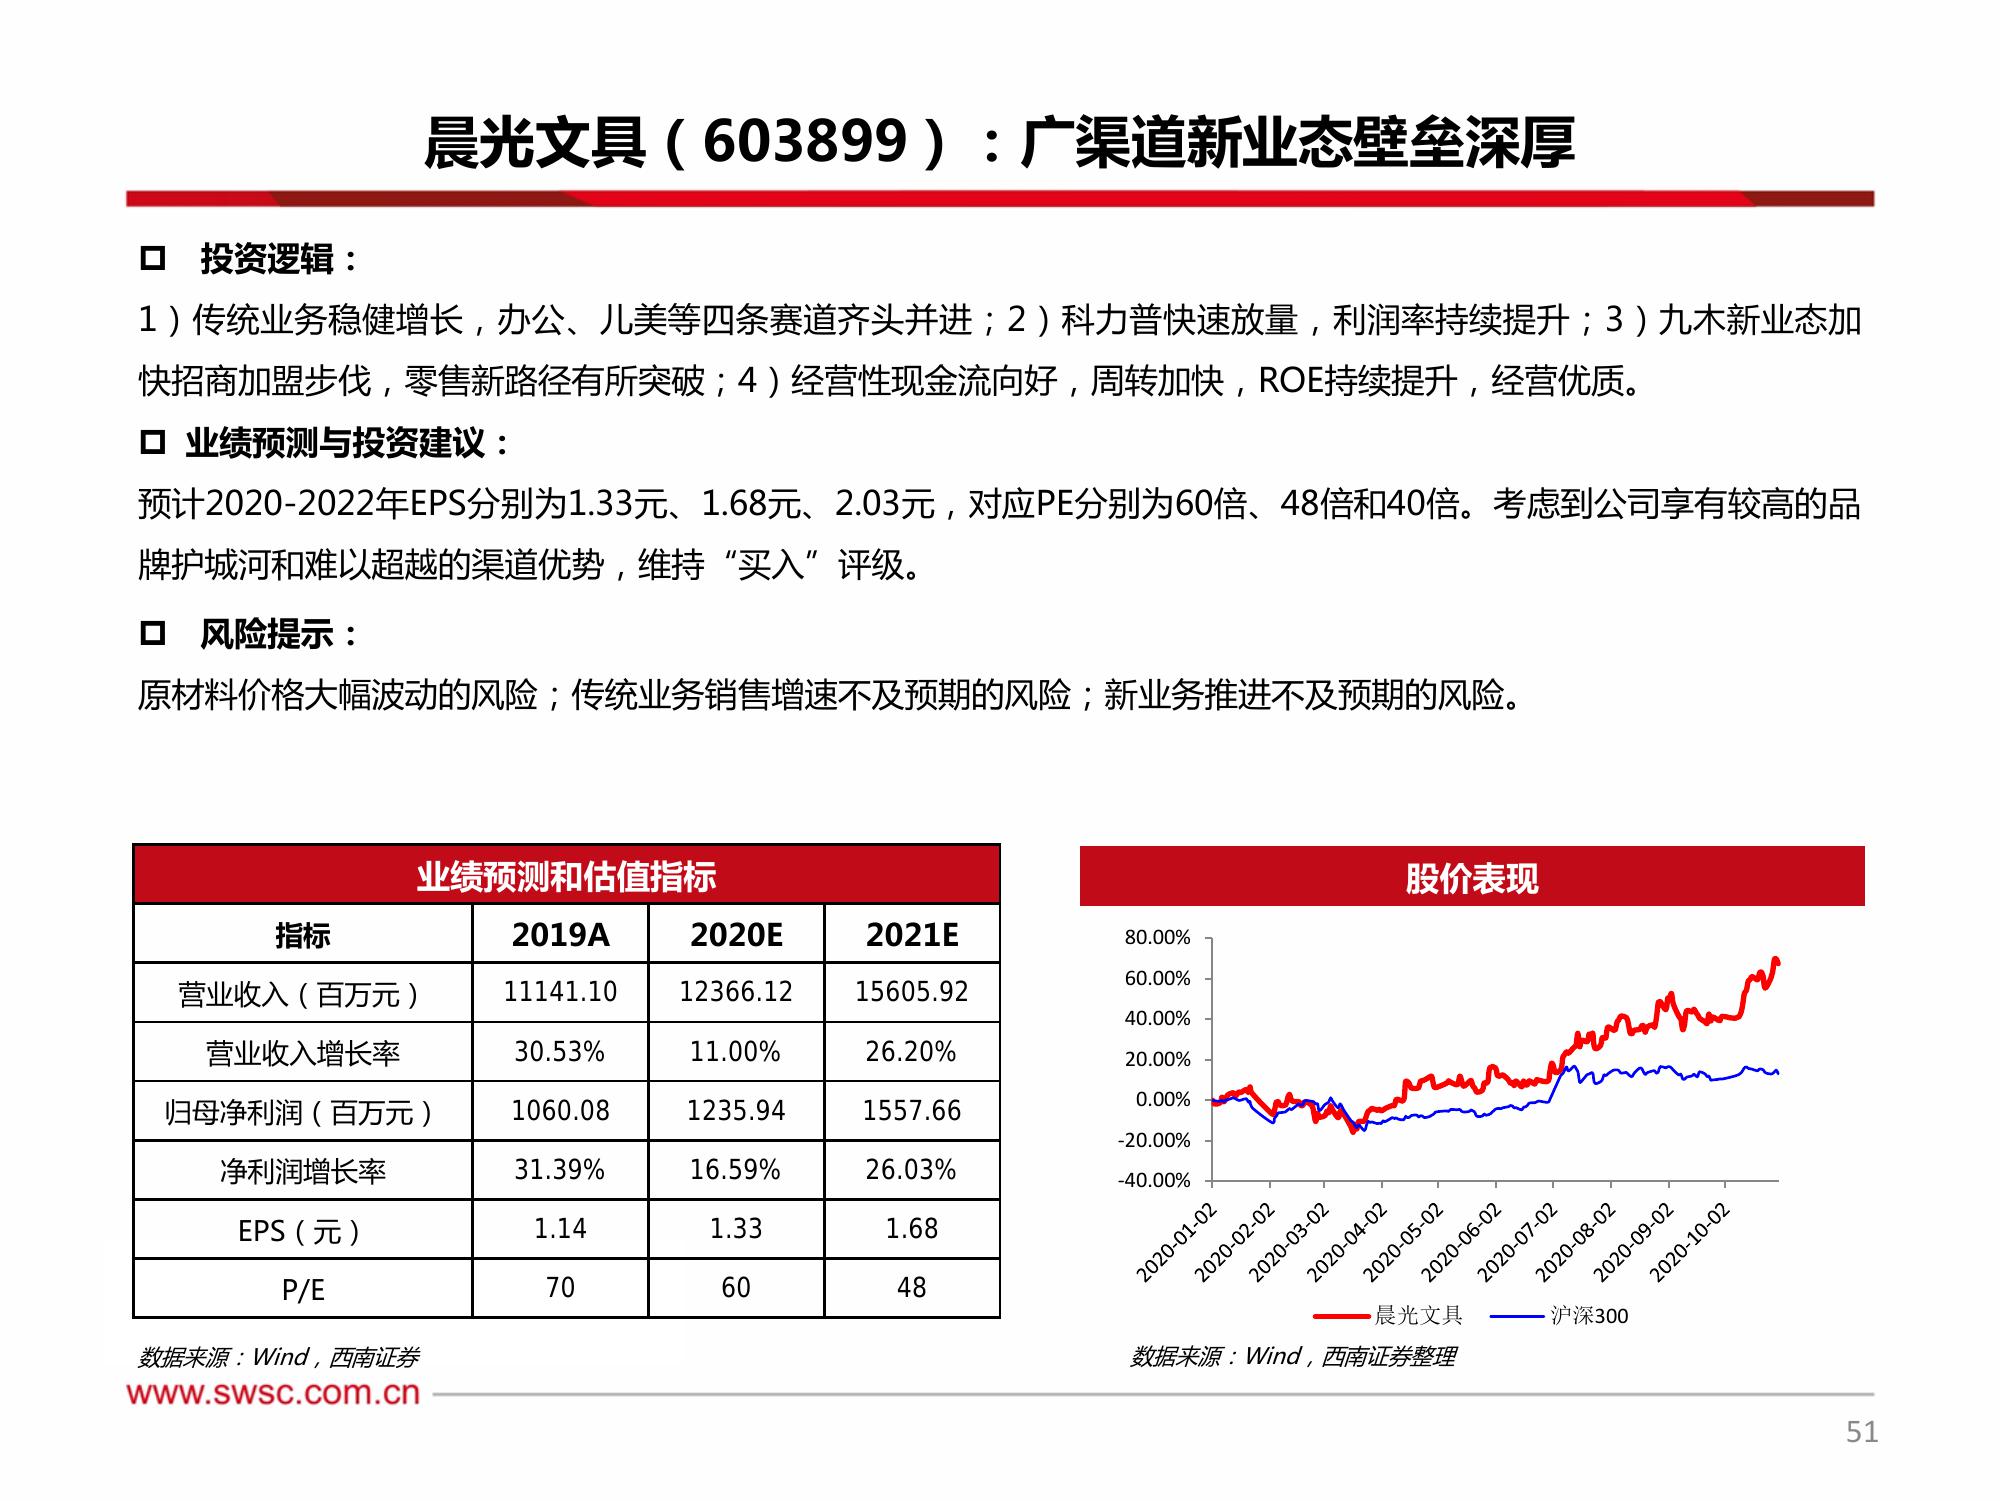 晨光文具（603899）：广渠道新业态壁垒深厚
投资逻辑：
1）传统业务稳健增长，办公、儿美等四条赛道齐头并进；2）科力普快速放量，利润率持续提升；3）九木新业态加
快招商加盟步伐，零售新路径有所突破；4）经营性现金流向好，周转加快，ROE持续提升，经营优质。
业绩预测与投资建议：
预计2020-2022年EPS分别为1.33元、1.68元、2.03元，对应PE分别为60倍、48倍和40倍。考虑到公司享有较高的品
牌护城河和难以超越的渠道优势，维持“买入”评级。
风险提示：
原材料价格大幅波动的风险；传统业务销售增速不及预期的风险；新业务推进不及预期的风险。
业绩预测和估值指标
指标 2019A 2020E 2021E
营业收入（百万元） 11141.10 12366.12 15605.92
营业收入增长率 30.53% 11.00% 26.20%
归母净利润（百万元） 1060.08 1235.94 1557.66
净利润增长率 31.39% 16.59% 26.03%
EPS（元） 1.14 1.33 1.68
P/E 70 60 48
数据来源：Wind，西南证券
股价表现
80.00%
60.00%
40.00%
20.00%
0.00%
-20.00%
-40.00%
2020-01-02 2020-02-02 2020-03-02 2020-04-02 2020-05-02 2020-06-02 2020-07-02 2020-08-02 2020-09-02 2020-10-02
晨光文具 沪深300
数据来源：Wind，西南证券整理
www.swsc.com.cn
51